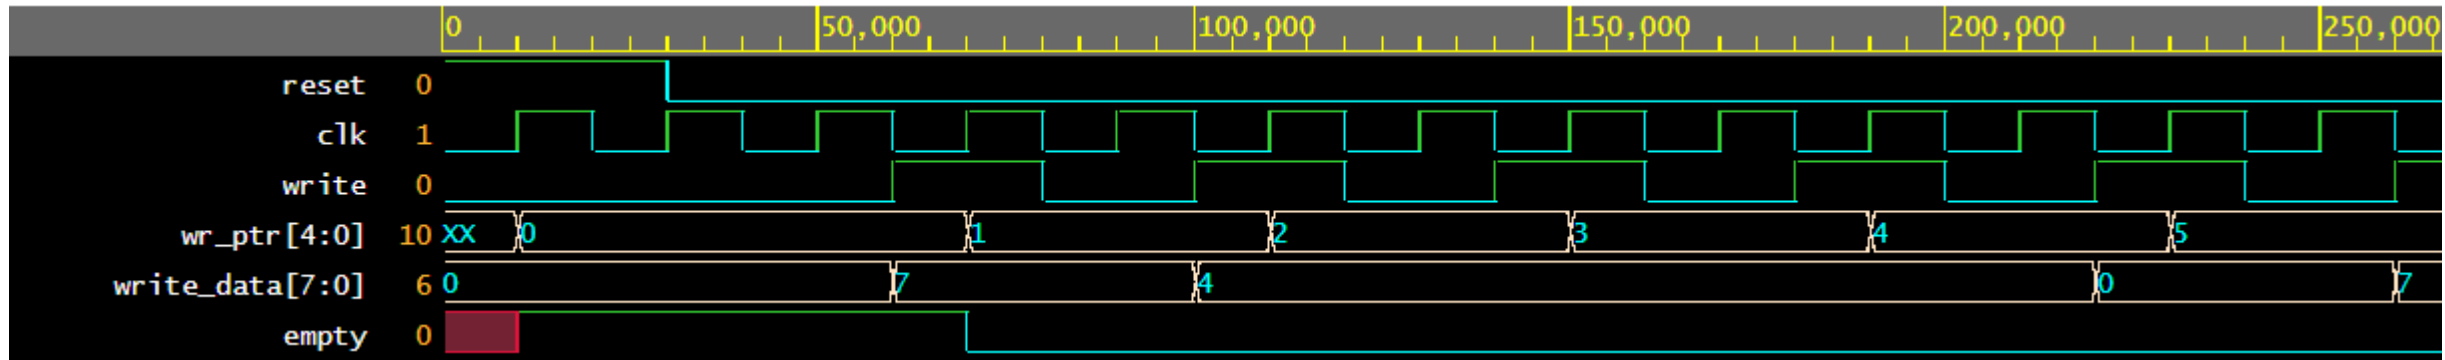 0 50,000 100,000 150,000 200,000 250,000
reset 0
clk 1
write 0
wr_ptr[4:0] 10 XX 0 1 2 3 4 5
write_data[7:0] 6 0 7 4 0 7
empty 0